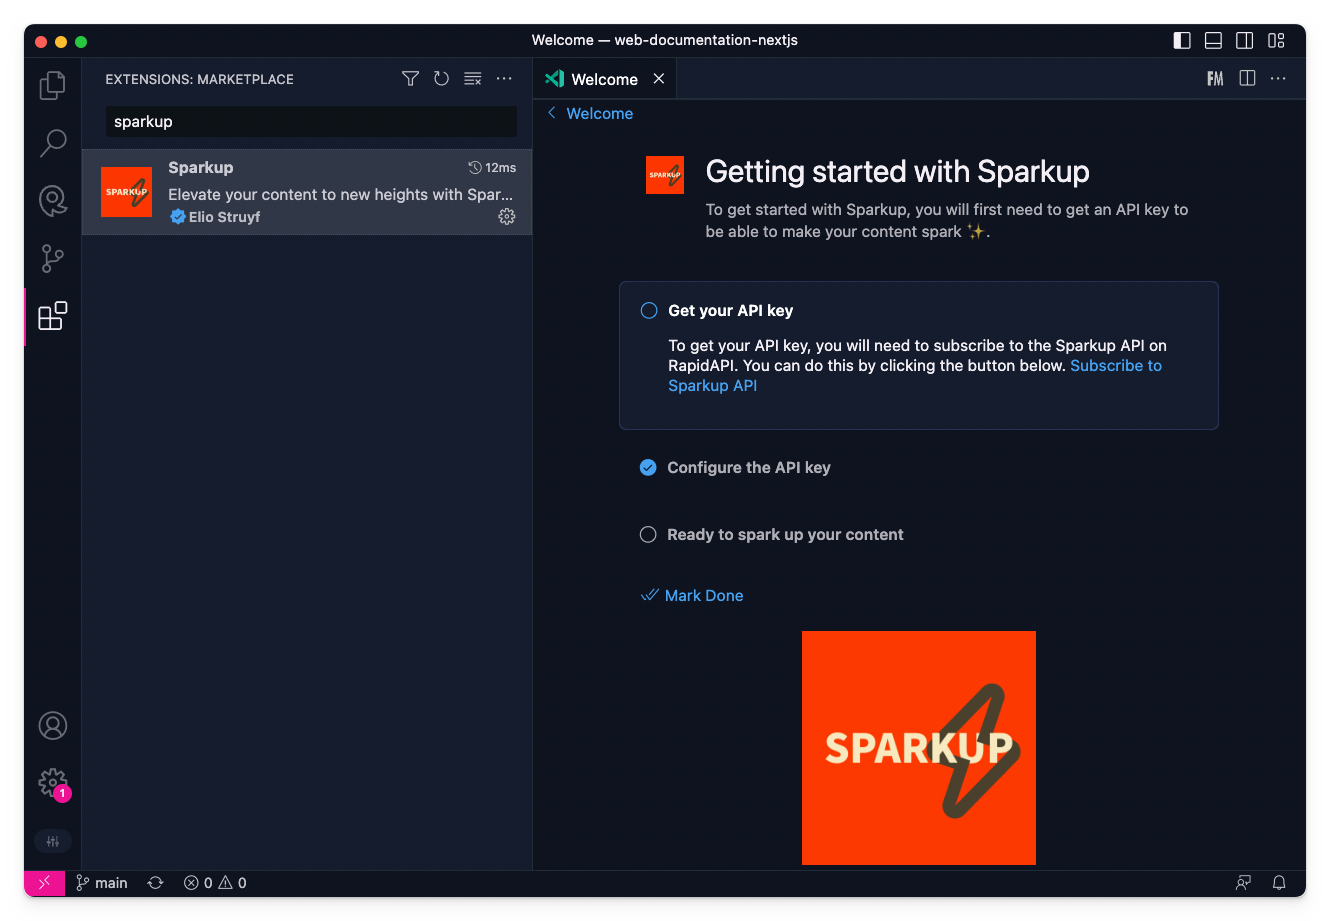 Welcome — web-documentation-nextjs
EXTENSIONS: MARKETPLACE
sparkup
SPARKUP
Sparkup
12ms
Elevate your content to new heights with Spar...
Elio Struyf
1
Welcome
FM
Welcome
SPARKUP
Getting started with Sparkup
To get started with Sparkup, you will first need to get an API key to
be able to make your content spark ✨.
Get your API key
To get your API key, you will need to subscribe to the Sparkup API on
RapidAPI. You can do this by clicking the button below. Subscribe to
Sparkup API
Configure the API key
Ready to spark up your content
Mark Done
SPARKUP
main
0
0